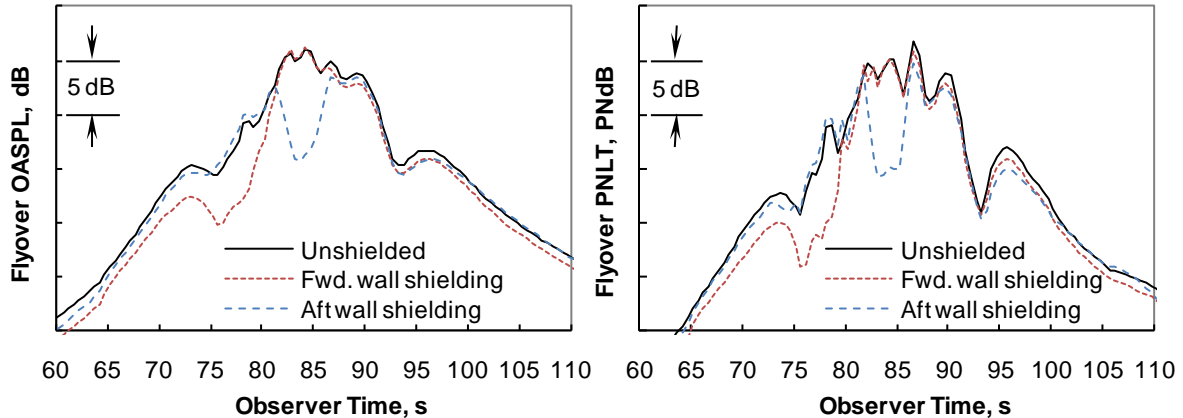 Flyover OASPL, dB
5 dB
Unshielded
Fwd. wall shielding
Aft wall shielding
60 65 70 75 80 85 90 95 100 105 110
Observer Time, s
Flyover PNLT, PNdB
5 dB
Unshielded
Fwd. wall shielding
Aft wall shielding
60 65 70 75 80 85 90 95 100 105 110
Observer Time, s